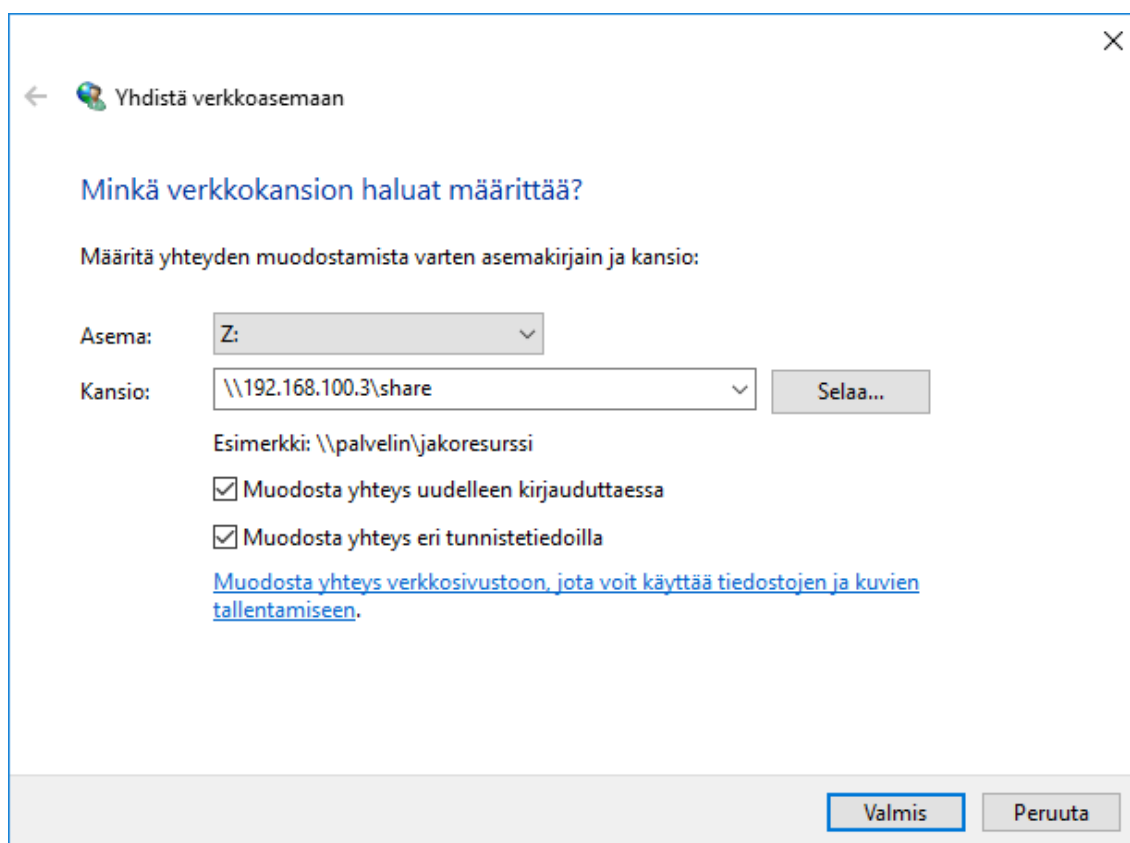 Yhdistä verkkoasemaan
Minkä verkkokansion haluat määrittää?
Määritä yhteyden muodostamista varten asemakirjain ja kansio:
Asema: Z:
Kansio: \\192.168.100.3\share Selaa...
Esimerkki: \\palvelin\jakoresurssi
Muodosta yhteys uudelleen kirjauduttaessa
Muodosta yhteys eri tunnistetiedoilla
Muodosta yhteys verkkosivustoon, jota voit käyttää tiedostojen ja kuvien
tallentamiseen.
Valmis Peruuta